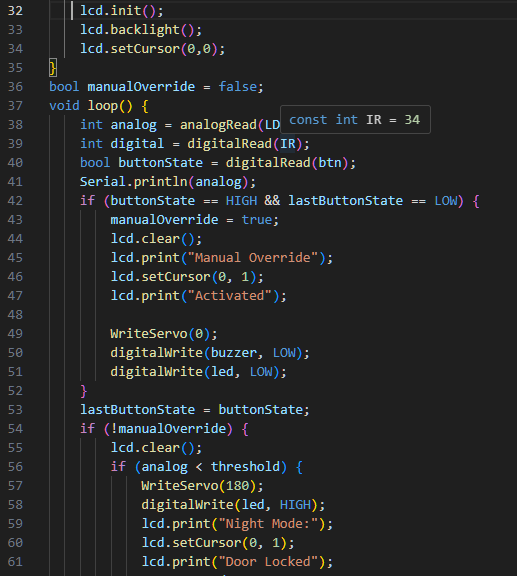 32 lcd.init();
33 lcd.backlight();
34 lcd.setCursor(0,0);
35 }
36 bool manualOverride = false;
37 void loop() {
38 int analog = analogRead(LD
const int IR = 34
39 int digital = digitalRead(IR);
40 bool buttonState = digitalRead(btn);
41 Serial.println(analog);
42 if (buttonState == HIGH && lastButtonState == LOW) {
43 manualOverride = true;
44 lcd.clear();
45 lcd.print("Manual Override");
46 lcd.setCursor(0, 1);
47 lcd.print("Activated");
48
49 WriteServo(0);
50 digitalWrite(buzzer, LOW);
51 digitalWrite(led, LOW);
52 }
53 lastButtonState = buttonState;
54 if (!manualOverride) {
55 lcd.clear();
56 if (analog < threshold) {
57 WriteServo(180);
58 digitalWrite(led, HIGH);
59 lcd.print("Night Mode:");
60 lcd.setCursor(0, 1);
61 lcd.print("Door Locked");